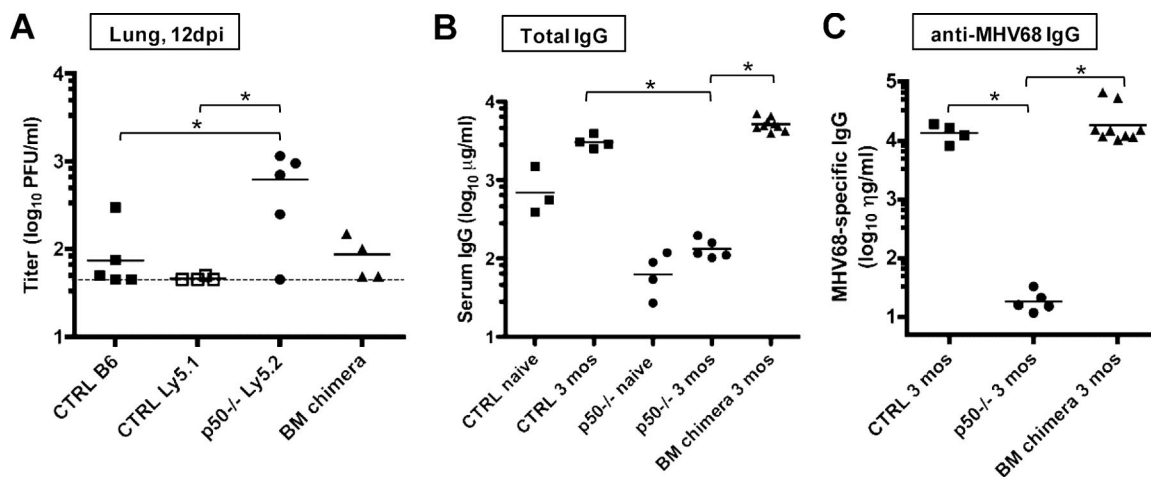 A
Lung, 12dpi
Titer (log₁₀ PFU/ml)
4
3
2
1
CTRL B6
CTRL Ly5.1
p50-/- Ly5.2
BM chimera
*
*
B
Total IgG
Serum IgG (log₁₀ µg/ml)
4
3
2
1
CTRL naive
CTRL 3 mos
p50-/- naive
p50-/- 3 mos
BM chimera 3 mos
*
*
C
anti-MHV68 IgG
MHV68-specific IgG
(log₁₀ ηg/ml)
5
4
3
2
1
CTRL 3 mos
p50-/- 3 mos
BM chimera 3 mos
*
*